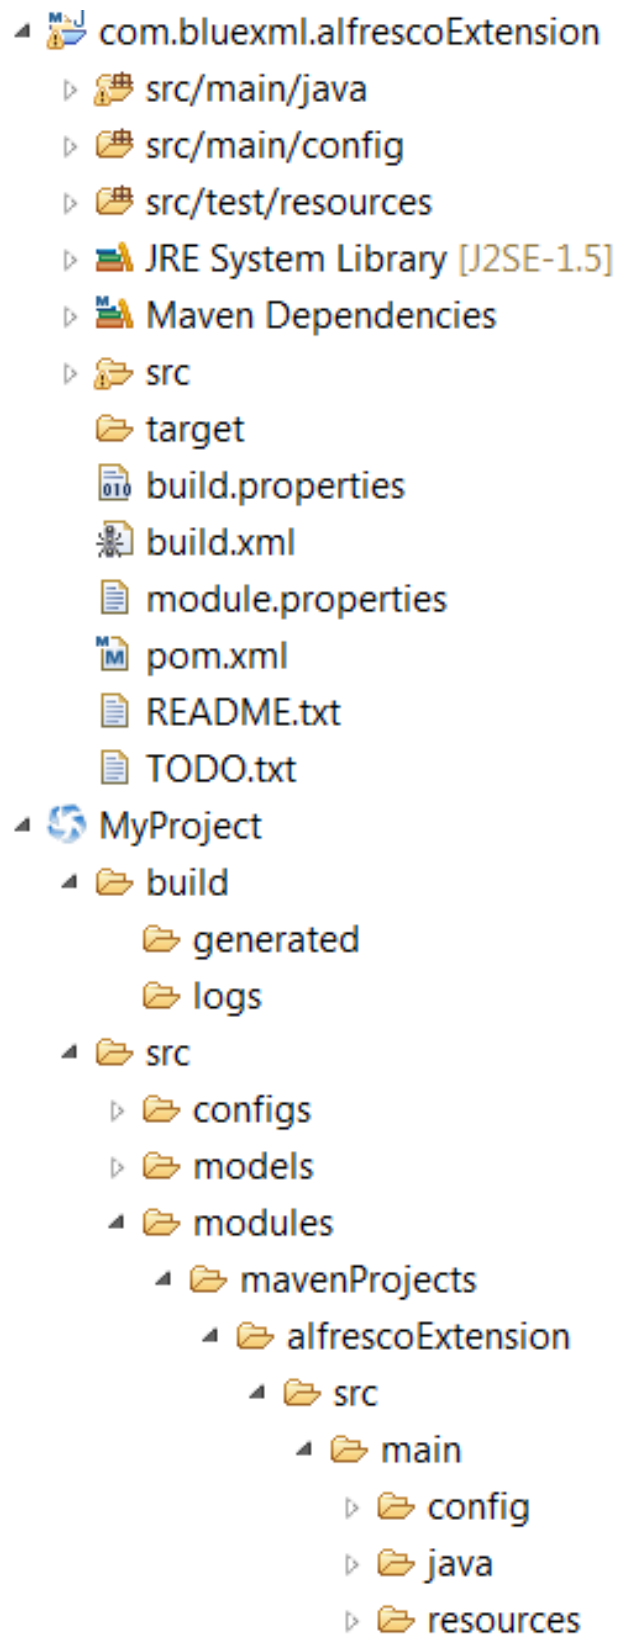 com.bluexml.alfrescoExtension
src/main/java
src/main/config
src/test/resources
JRE System Library [J2SE-1.5]
Maven Dependencies
src
target
build.properties
build.xml
module.properties
pom.xml
README.txt
TODO.txt
MyProject
build
generated
logs
src
configs
models
modules
mavenProjects
alfrescoExtension
src
main
config
java
resources